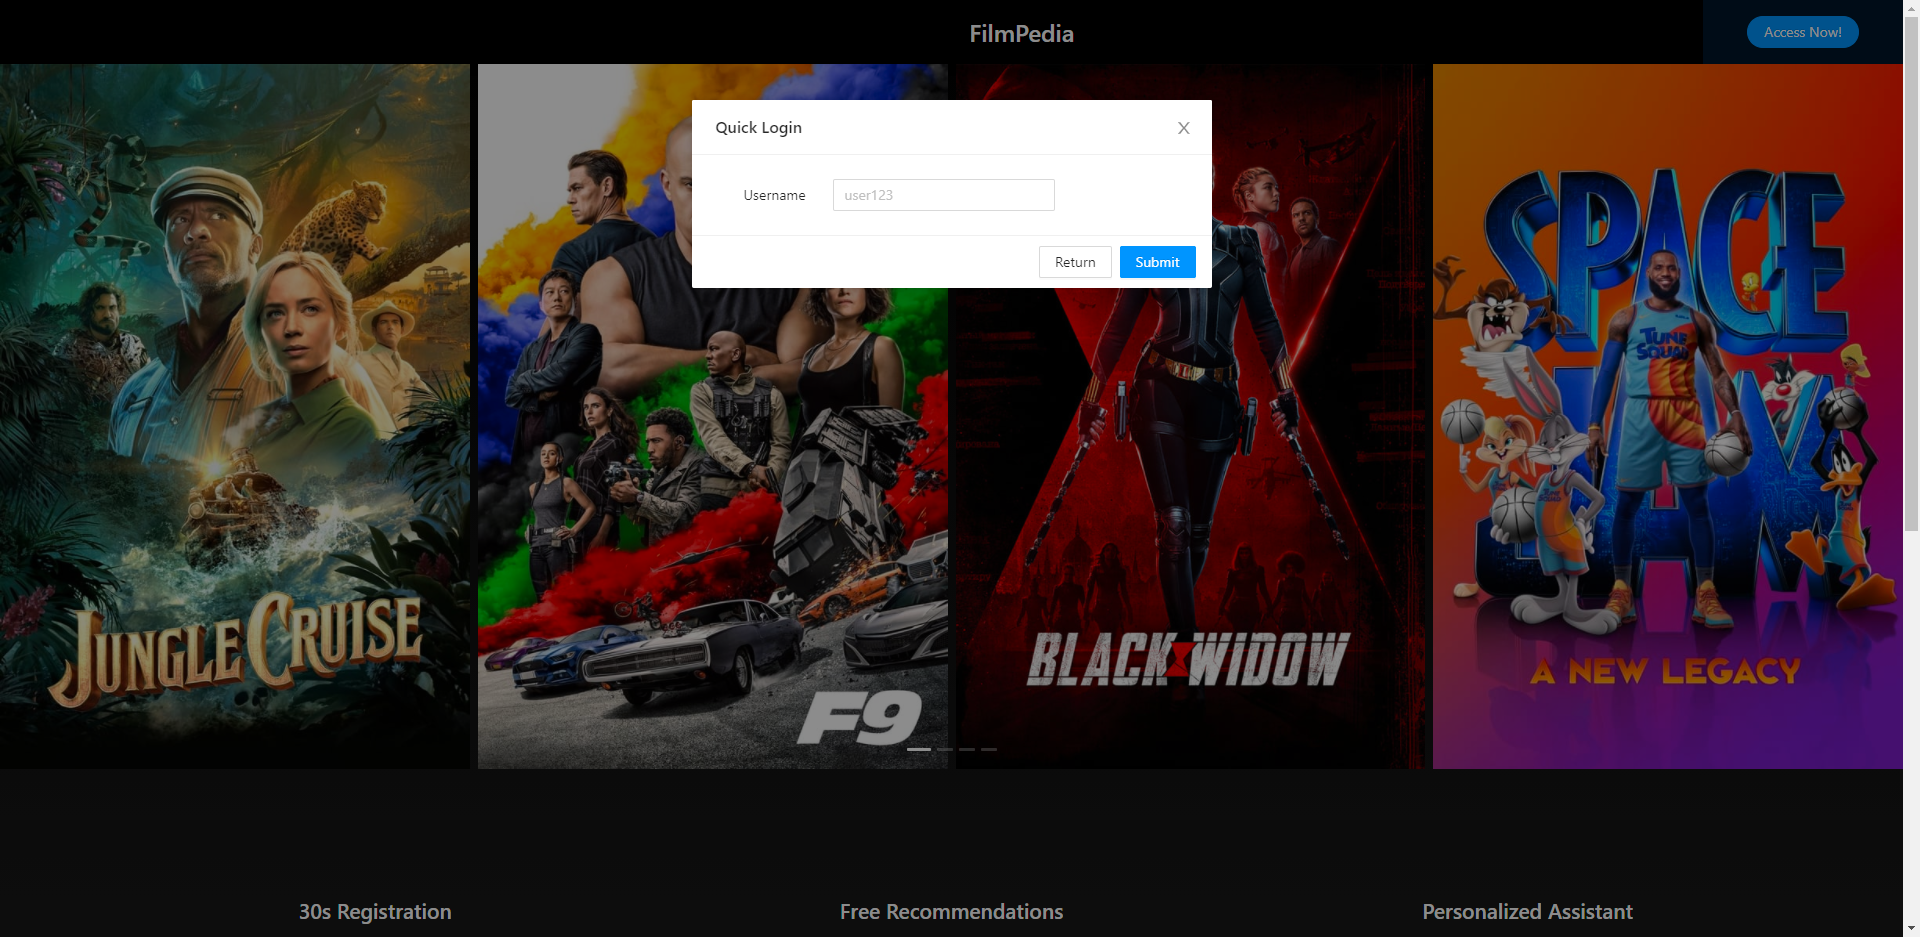 FilmPedia
Access Now!
Quick Login
Username
user123
Return
Submit
SPACE
JAM
TUNE
SQUAD
JUNGLE CRUISE
F9
BLACK WIDOW
A NEW LEGACY
30s Registration
Free Recommendations
Personalized Assistant